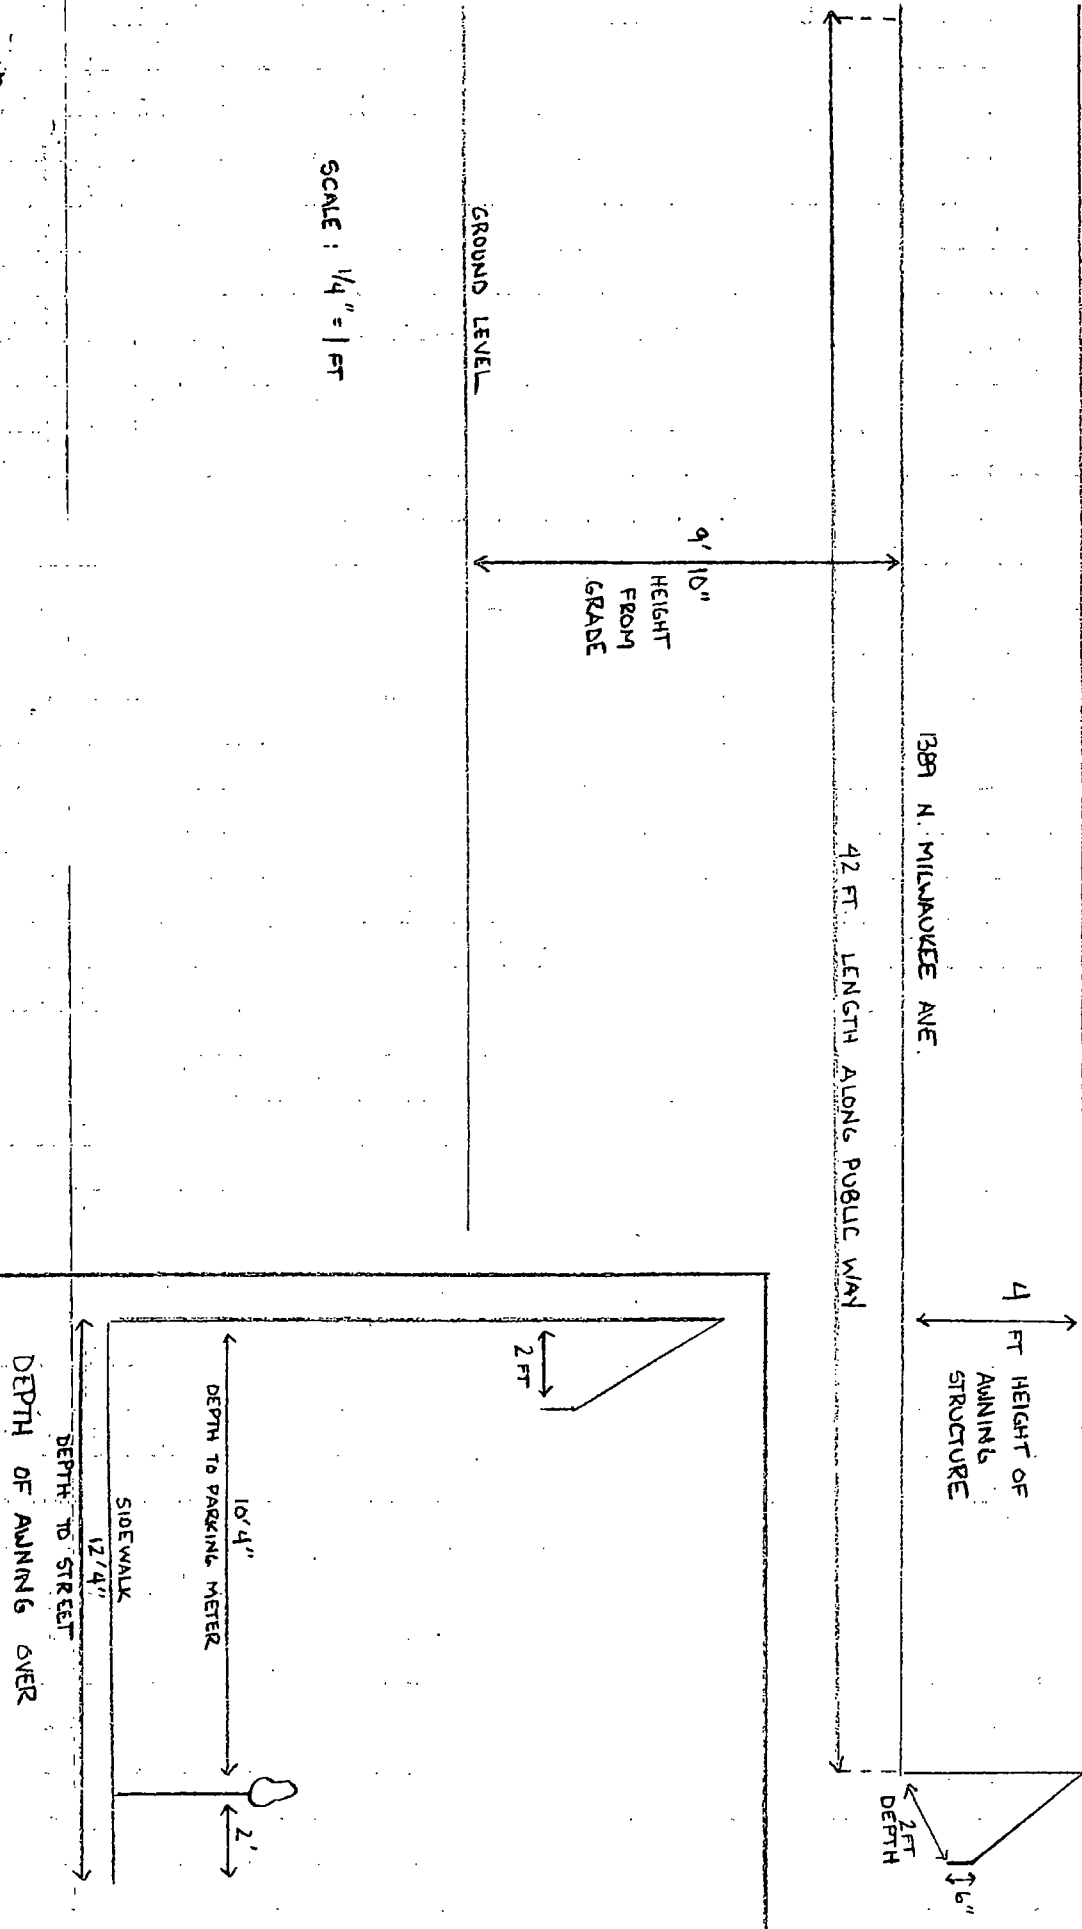 4 FT HEIGHT OF
AWNING
STRUCTURE
1389 N. MILWAUKEE AVE.
2 FT
DEPTH
6"
42 FT. LENGTH ALONG PUBLIC WAY
9' 10"
HEIGHT
FROM
GRADE
GROUND LEVEL
SCALE: 1/4" = 1 FT
2 FT
10'4"
DEPTH TO PARKING METER
2'
SIDEWALK
12'4"
DEPTH TO STREET
DEPTH OF AWNING OVER